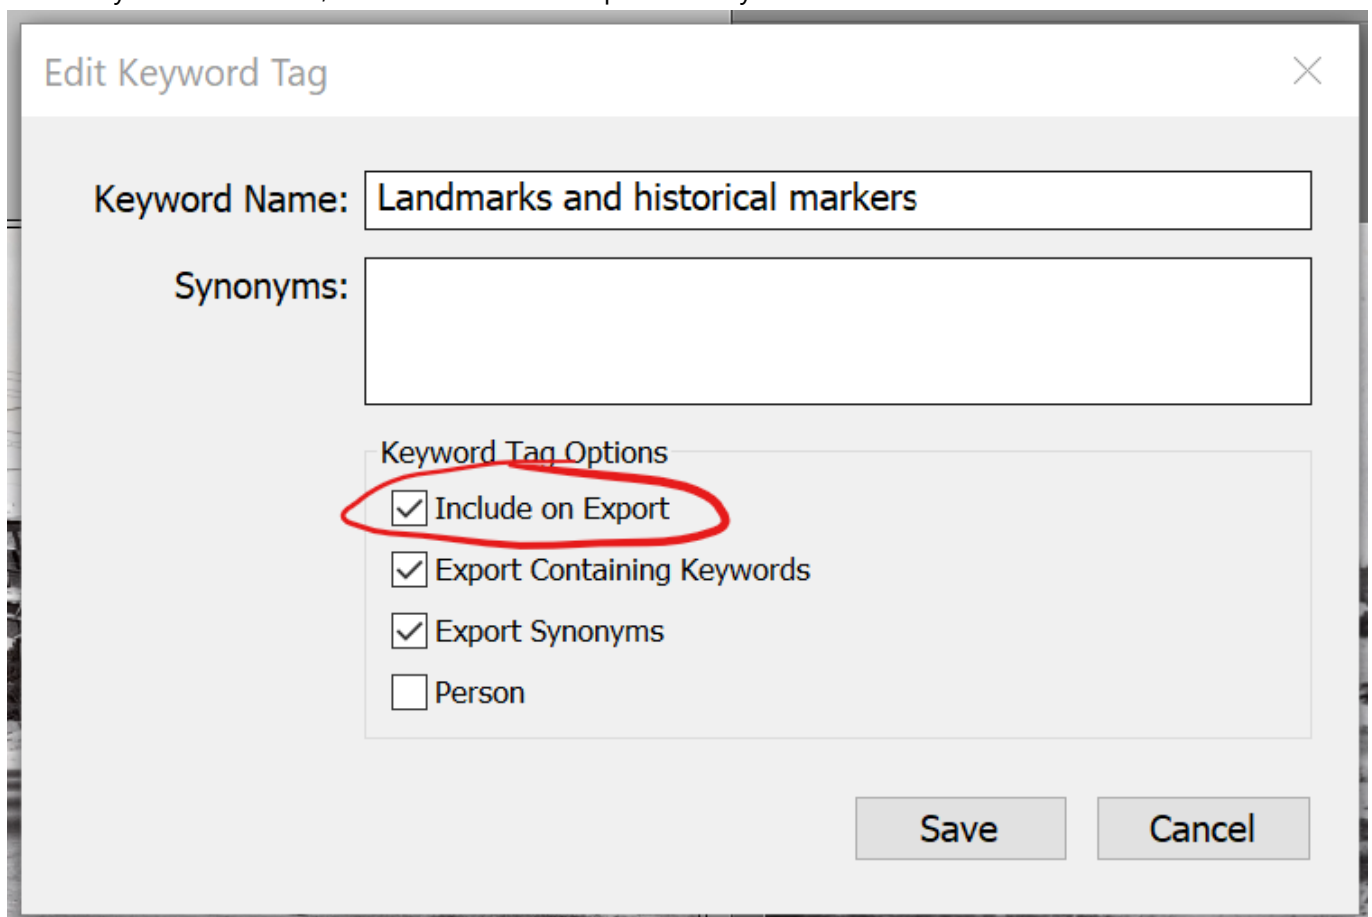 Edit Keyword Tag
Keyword Name: Landmarks and historical markers
Synonyms:
Keyword Tag Options
Include on Export
Export Containing Keywords
Export Synonyms
Person
Save Cancel